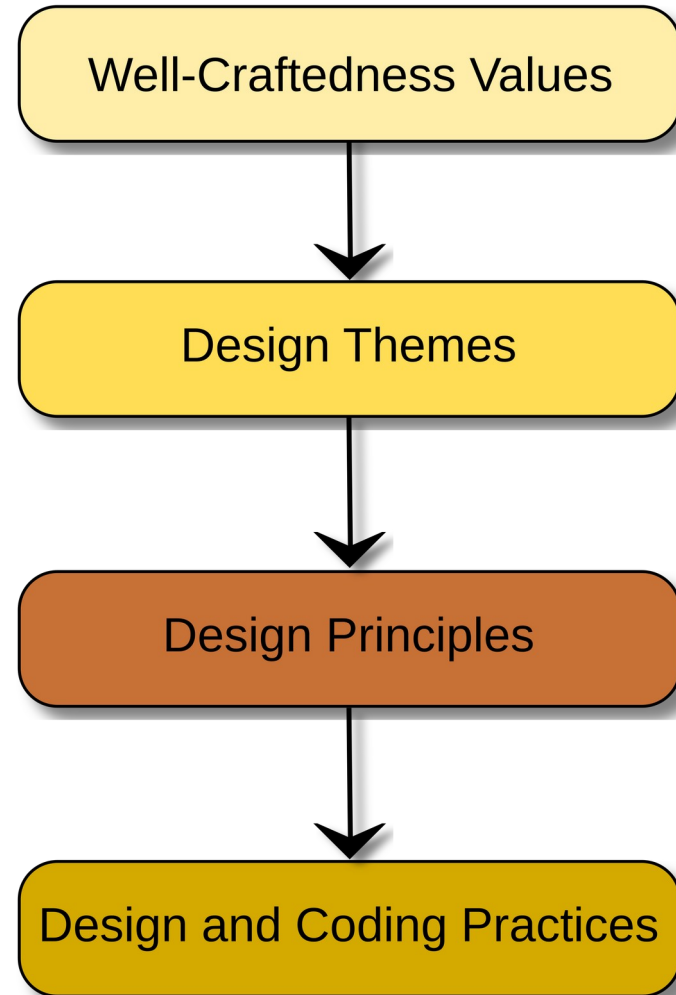 Well-Craftedness Values
Design Themes
Design Principles
Design and Coding Practices